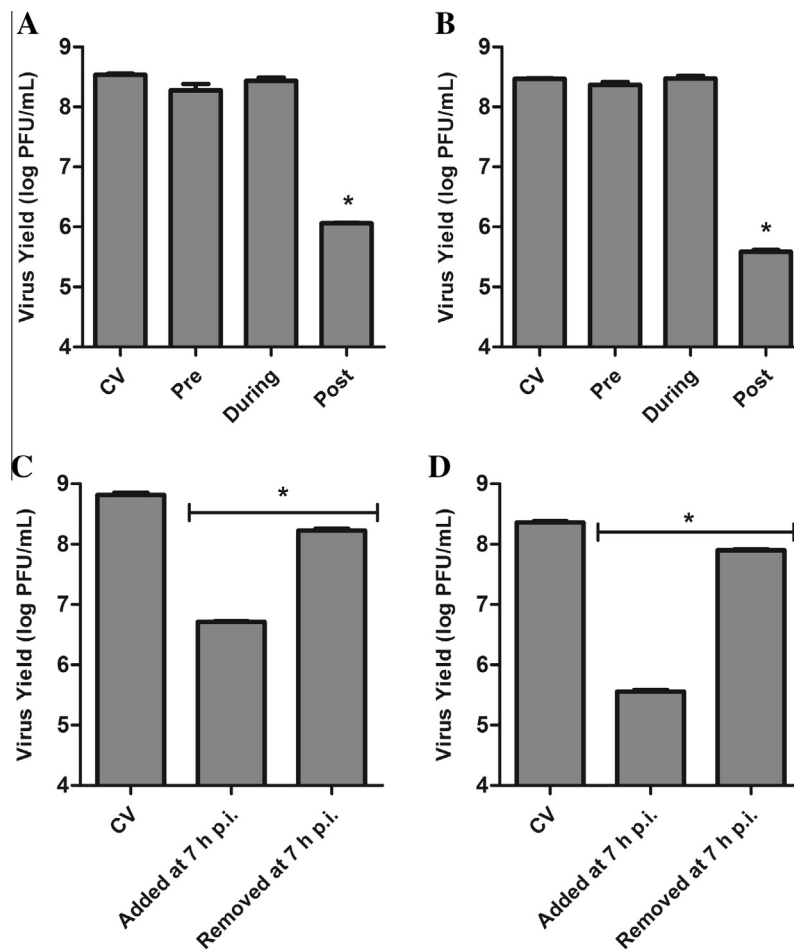 A
Virus Yield (log PFU/mL)
9
8
7
6
5
4
*
CV
Pre
During
Post
B
Virus Yield (log PFU/mL)
9
8
7
6
5
4
*
CV
Pre
During
Post
C
Virus Yield (log PFU/mL)
9
8
7
6
5
4
*
CV
Added at 7 h p.i.
Removed at 7 h p.i.
D
Virus Yield (log PFU/mL)
9
8
7
6
5
4
*
CV
Added at 7 h p.i.
Removed at 7 h p.i.